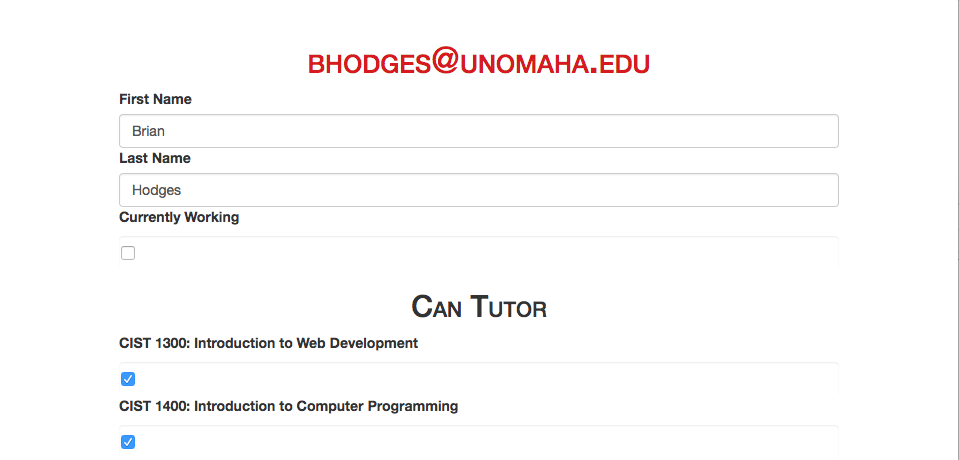 BHODGES@UNOMAHA.EDU
First Name
Brian
Last Name
Hodges
Currently Working
Can Tutor
CIST 1300: Introduction to Web Development
CIST 1400: Introduction to Computer Programming